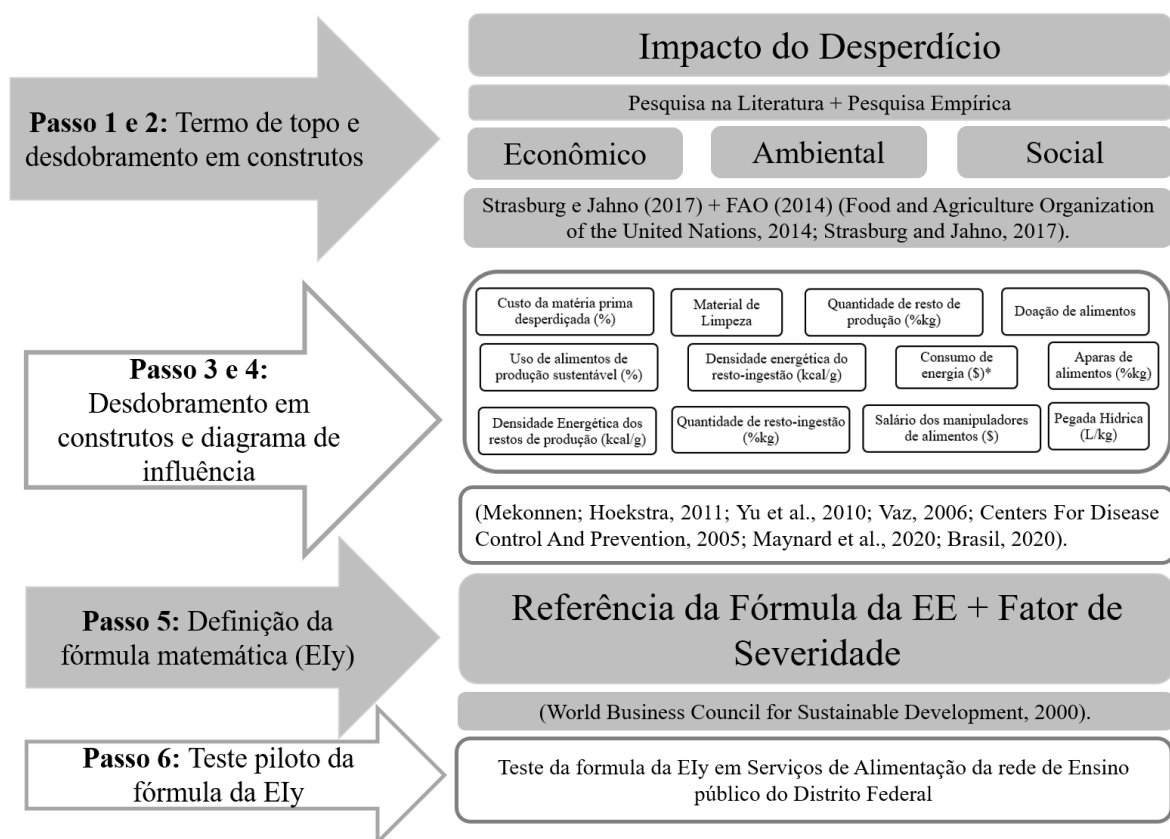 Impacto do Desperdício
Pesquisa na Literatura + Pesquisa Empírica
Passo 1 e 2: Termo de topo e
desdobramento em construtos
Econômico
Ambiental
Social
Strasburg e Jahno (2017) + FAO (2014) (Food and Agriculture Organization
of the United Nations, 2014; Strasburg and Jahno, 2017).
Passo 3 e 4:
Desdobramento em
construtos e diagrama de
influência
Custo da matéria prima
desperdiçada (%)
Material de
Limpeza
Quantidade de resto de
produção (%kg)
Doação de alimentos
Uso de alimentos de
produção sustentável (%)
Densidade energética do
resto-ingestão (kcal/g)
Consumo de
energia ($)*
Aparas de
alimentos (%kg)
Densidade Energética dos
restos de produção (kcal/g)
Quantidade de resto-ingestão
(%kg)
Salário dos manipuladores
de alimentos ($)
Pegada Hídrica
(L/kg)
(Mekonnen; Hoekstra, 2011; Yu et al., 2010; Vaz, 2006; Centers For Disease
Control And Prevention, 2005; Maynard et al., 2020; Brasil, 2020).
Passo 5: Definição da
fórmula matemática (EIy)
Referência da Fórmula da EE + Fator de
Severidade
(World Business Council for Sustainable Development, 2000).
Passo 6: Teste piloto da
fórmula da EIy
Teste da formula da EIy em Serviços de Alimentação da rede de Ensino
público do Distrito Federal